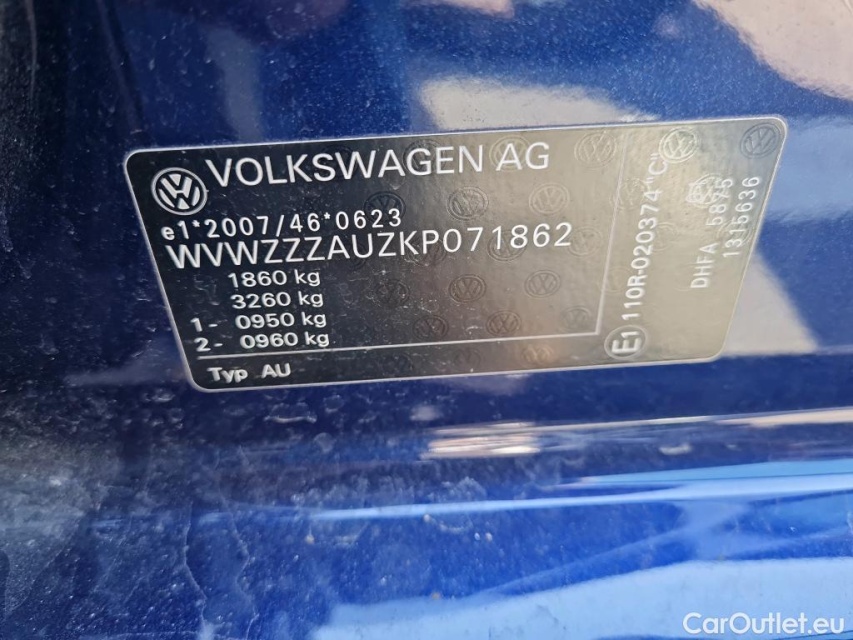 VOLKSWAGEN AG
e1*2007/46*0623
WVWZZZAUZKP071862
1860 kg
3260 kg
1- 0950 kg
2- 0960 kg
Typ AU
E1 110R-020374 "C"
DHFA 5875
1315636
CarOutlet.eu